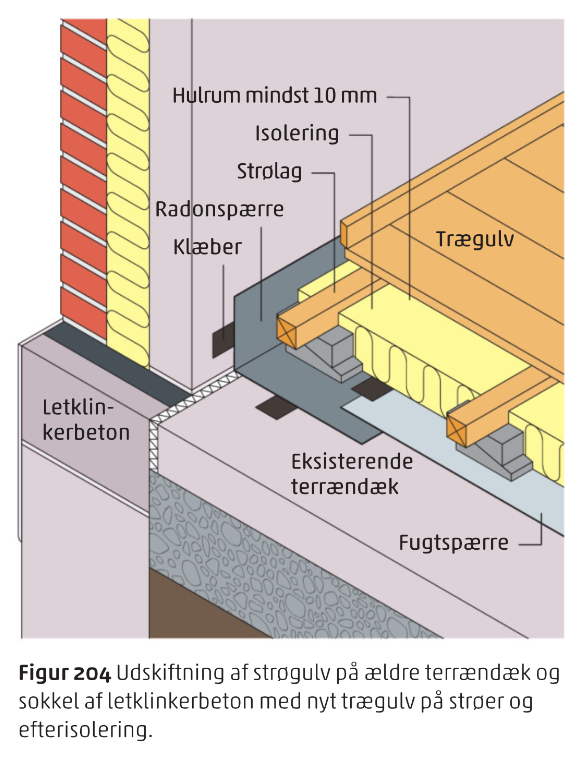 Hulrum mindst 10 mm
Isolering
Strølag
Radonspærre
Klæber
Trægulv
Letklin-
kerbeton
Eksisterende
terrændæk
Fugtspærre
Figur 204 Udskiftning af strøgulv på ældre terrændæk og
sokkel af letklinkerbeton med nyt trægulv på strøer og
efterisolering.